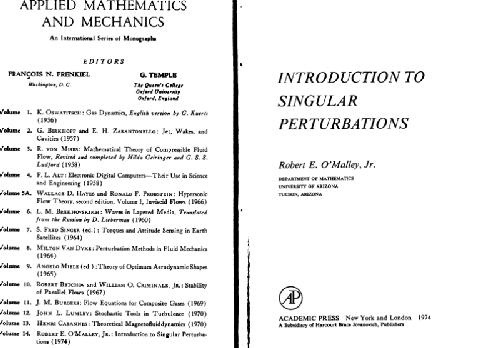 APPLIED MATHEMATICS
AND MECHANICS
An International Series of Monographs
EDITORS
FRANÇOIS N. FRENKIEL
Washington, D. C.
G. TEMPLE
The Queen's College
Oxford University
Oxford, England
Volume 1. K. OSWATITSCH: Gas Dynamics, English version by G. Kuerti
(1956)
Volume 2. G. BIRKHOFF and E. H. ZARANTONELLO: Jet, Wakes, and
Cavities (1957)
Volume 3. R. VON MISES: Mathematical Theory of Compressible Fluid
Flow, Revised and completed by Hilda Geiringer and G. S. S.
Ludford (1958)
Volume 4. F. L. ALT: Electronic Digital Computers—Their Use in Science
and Engineering (1958)
Volume 5A. WALLACE D. HAYES and RONALD F. PROBSTEIN: Hypersonic
Flow Theory, second edition, Volume I, Inviscid Flows (1966)
Volume 6. L. M. BREKHOVSKIKH: Waves in Layered Media, Translated
from the Russian by D. Lieberman (1960)
Volume 7. S. FRED SINGER (ed.): Torques and Attitude Sensing in Earth
Satellites (1964)
Volume 8. MILTON VAN DYKE: Perturbation Methods in Fluid Mechanics
(1964)
Volume 9. ANGELO MIELE (ed.): Theory of Optimum Aerodynamic Shapes
(1965)
Volume 10. ROBERT BETCHOV and WILLIAM O. CRIMINALE, JR.: Stability
of Parallel Flows (1967)
Volume 11. J. M. BURGERS: Flow Equations for Composite Gases (1969)
Volume 12. JOHN L. LUMLEY: Stochastic Tools in Turbulence (1970)
Volume 13. HENRI CABANNES: Theoretical Magnetofluiddynamics (1970)
Volume 14. ROBERT E. O'MALLEY, JR.: Introduction to Singular Perturba-
tions (1974)
INTRODUCTION TO
SINGULAR
PERTURBATIONS
Robert E. O'Malley, Jr.
DEPARTMENT OF MATHEMATICS
UNIVERSITY OF ARIZONA
TUCSON, ARIZONA
AP
ACADEMIC PRESS New York and London 1974
A Subsidiary of Harcourt Brace Jovanovich, Publishers